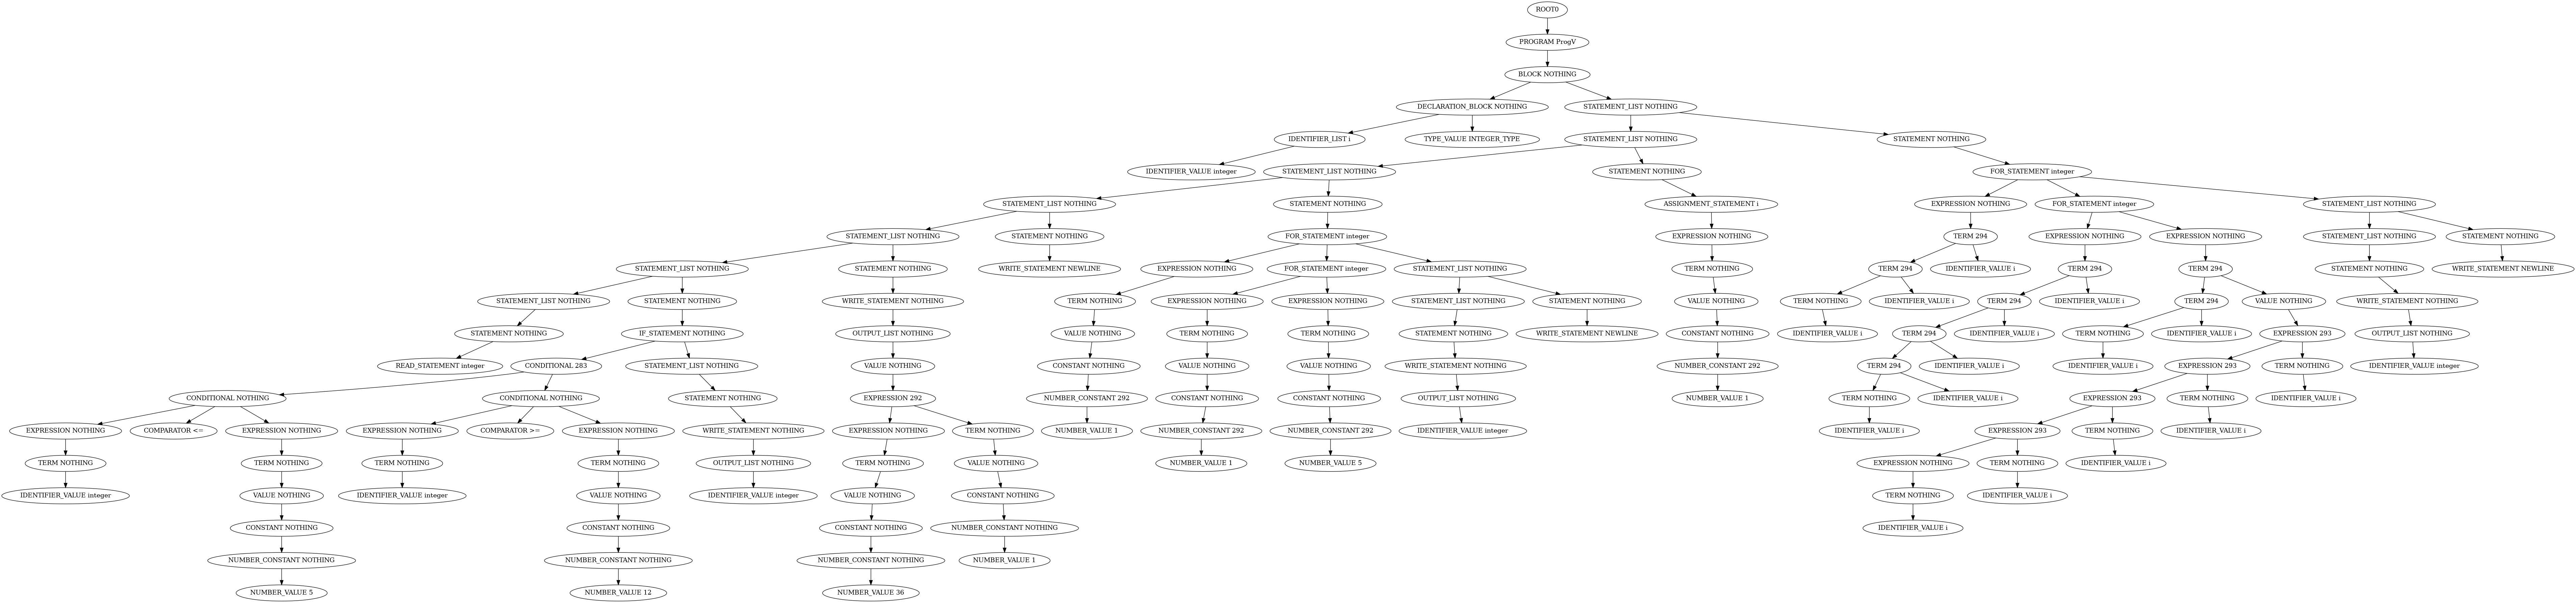 ROOT0
PROGRAM ProgV
BLOCK NOTHING
DECLARATION_BLOCK NOTHING STATEMENT_LIST NOTHING
IDENTIFIER_LIST i TYPE_VALUE INTEGER_TYPE STATEMENT_LIST NOTHING STATEMENT NOTHING
IDENTIFIER_VALUE integer STATEMENT_LIST NOTHING STATEMENT NOTHING FOR_STATEMENT integer
STATEMENT_LIST NOTHING STATEMENT NOTHING ASSIGNMENT_STATEMENT i EXPRESSION NOTHING FOR_STATEMENT integer STATEMENT_LIST NOTHING
STATEMENT_LIST NOTHING STATEMENT NOTHING FOR_STATEMENT integer EXPRESSION NOTHING TERM 294 EXPRESSION NOTHING EXPRESSION NOTHING STATEMENT_LIST NOTHING STATEMENT NOTHING
STATEMENT_LIST NOTHING STATEMENT NOTHING WRITE_STATEMENT NEWLINE EXPRESSION NOTHING FOR_STATEMENT integer STATEMENT_LIST NOTHING TERM NOTHING TERM 294 IDENTIFIER_VALUE i TERM 294 TERM 294 STATEMENT NOTHING WRITE_STATEMENT NEWLINE
STATEMENT_LIST NOTHING STATEMENT NOTHING WRITE_STATEMENT NOTHING TERM NOTHING EXPRESSION NOTHING EXPRESSION NOTHING STATEMENT_LIST NOTHING STATEMENT NOTHING VALUE NOTHING TERM NOTHING IDENTIFIER_VALUE i TERM 294 IDENTIFIER_VALUE i TERM 294 VALUE NOTHING WRITE_STATEMENT NOTHING
STATEMENT NOTHING IF_STATEMENT NOTHING OUTPUT_LIST NOTHING VALUE NOTHING TERM NOTHING TERM NOTHING STATEMENT NOTHING WRITE_STATEMENT NEWLINE CONSTANT NOTHING IDENTIFIER_VALUE i TERM 294 IDENTIFIER_VALUE i TERM NOTHING IDENTIFIER_VALUE i EXPRESSION 293 OUTPUT_LIST NOTHING
READ_STATEMENT integer CONDITIONAL 283 STATEMENT_LIST NOTHING VALUE NOTHING CONSTANT NOTHING VALUE NOTHING VALUE NOTHING WRITE_STATEMENT NOTHING NUMBER_CONSTANT 292 TERM 294 IDENTIFIER_VALUE i IDENTIFIER_VALUE i EXPRESSION 293 TERM NOTHING IDENTIFIER_VALUE integer
CONDITIONAL NOTHING CONDITIONAL NOTHING STATEMENT NOTHING EXPRESSION 292 NUMBER_CONSTANT 292 CONSTANT NOTHING CONSTANT NOTHING OUTPUT_LIST NOTHING NUMBER_VALUE 1 TERM NOTHING IDENTIFIER_VALUE i EXPRESSION 293 TERM NOTHING IDENTIFIER_VALUE i
EXPRESSION NOTHING COMPARATOR <= EXPRESSION NOTHING EXPRESSION NOTHING COMPARATOR >= EXPRESSION NOTHING WRITE_STATEMENT NOTHING EXPRESSION NOTHING TERM NOTHING NUMBER_VALUE 1 NUMBER_CONSTANT 292 NUMBER_CONSTANT 292 IDENTIFIER_VALUE integer IDENTIFIER_VALUE i EXPRESSION 293 TERM NOTHING IDENTIFIER_VALUE i
TERM NOTHING TERM NOTHING TERM NOTHING TERM NOTHING OUTPUT_LIST NOTHING TERM NOTHING VALUE NOTHING NUMBER_VALUE 1 NUMBER_VALUE 5 EXPRESSION NOTHING TERM NOTHING IDENTIFIER_VALUE i
IDENTIFIER_VALUE integer VALUE NOTHING IDENTIFIER_VALUE integer VALUE NOTHING IDENTIFIER_VALUE integer VALUE NOTHING CONSTANT NOTHING TERM NOTHING IDENTIFIER_VALUE i
CONSTANT NOTHING CONSTANT NOTHING CONSTANT NOTHING NUMBER_CONSTANT NOTHING IDENTIFIER_VALUE i
NUMBER_CONSTANT NOTHING NUMBER_CONSTANT NOTHING NUMBER_CONSTANT NOTHING NUMBER_VALUE 1
NUMBER_VALUE 5 NUMBER_VALUE 12 NUMBER_VALUE 36